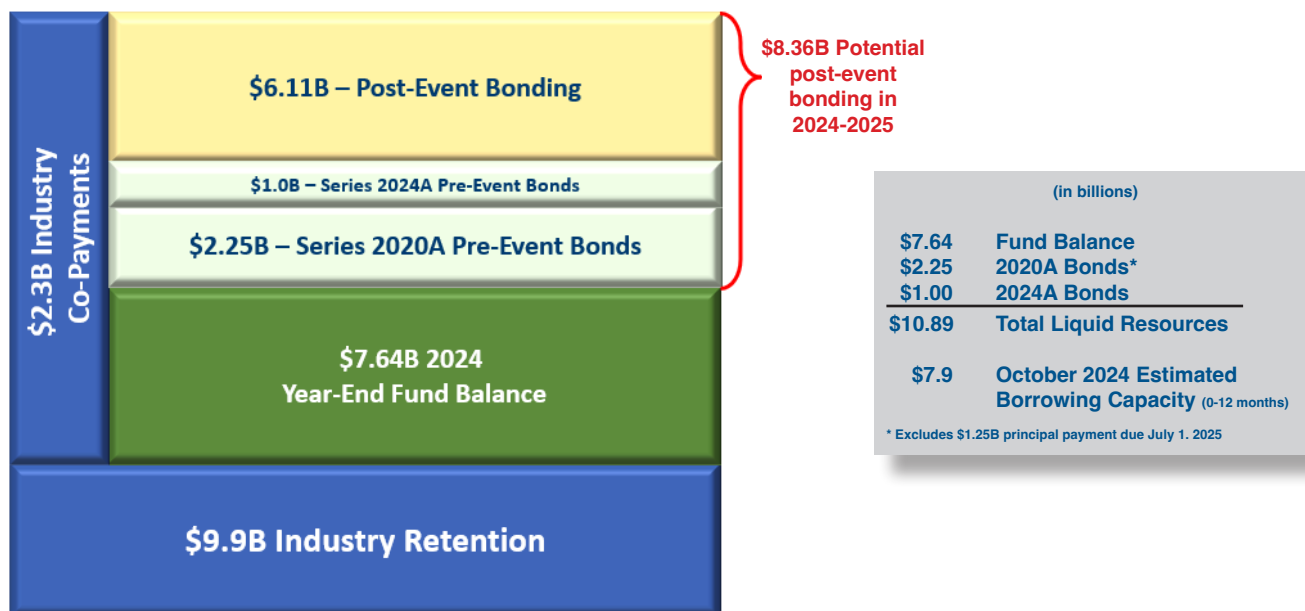 $6.11B – Post-Event Bonding
$1.0B – Series 2024A Pre-Event Bonds
$2.25B – Series 2020A Pre-Event Bonds
$2.3B Industry
Co-Payments
$7.64B 2024
Year-End Fund Balance
$9.9B Industry Retention
$8.36B Potential
post-event
bonding in
2024-2025
(in billions)
$7.64 Fund Balance
$2.25 2020A Bonds*
$1.00 2024A Bonds
$10.89 Total Liquid Resources
$7.9 October 2024 Estimated
Borrowing Capacity (0-12 months)
* Excludes $1.25B principal payment due July 1. 2025